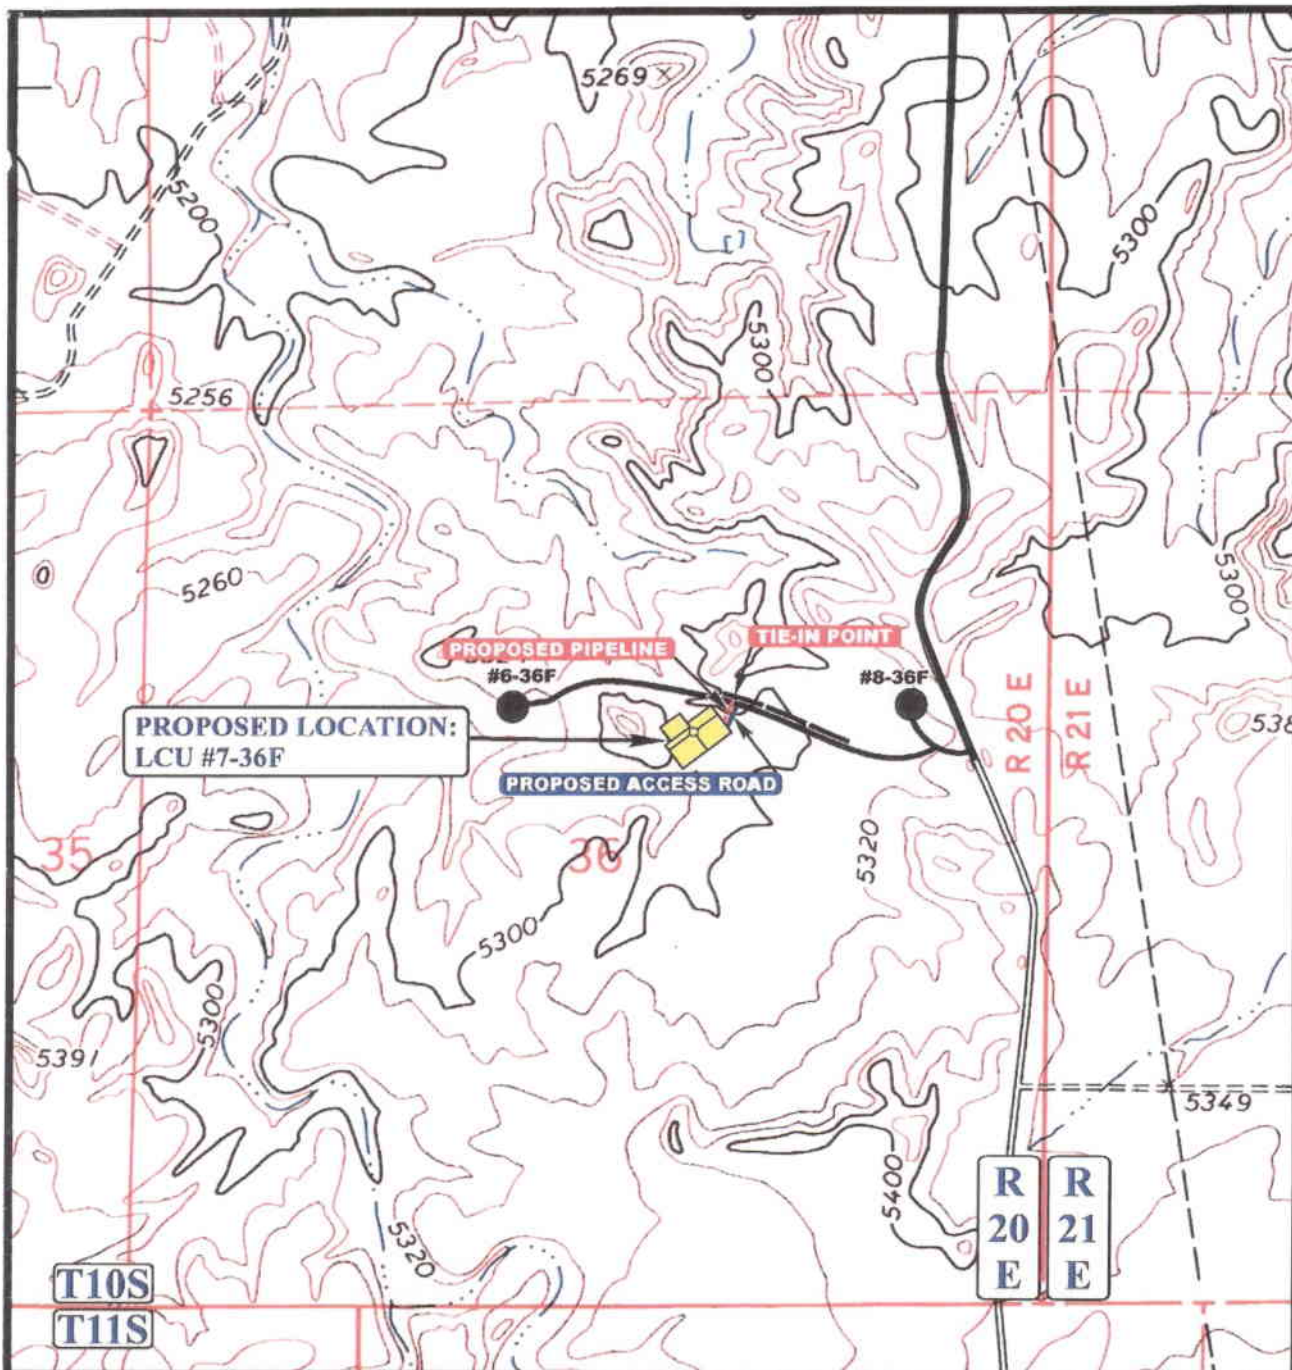 5269
5200
5300
5300
5256
5260
5300
PROPOSED PIPELINE
TIE-IN POINT
#6-36F
#8-36F
R 20 E
R 21 E
PROPOSED LOCATION:
LCU #7-36F
PROPOSED ACCESS ROAD
35
36
5320
5300
5300
5391
5349
5400
5320
R
20
E
R
21
E
T10S
T11S